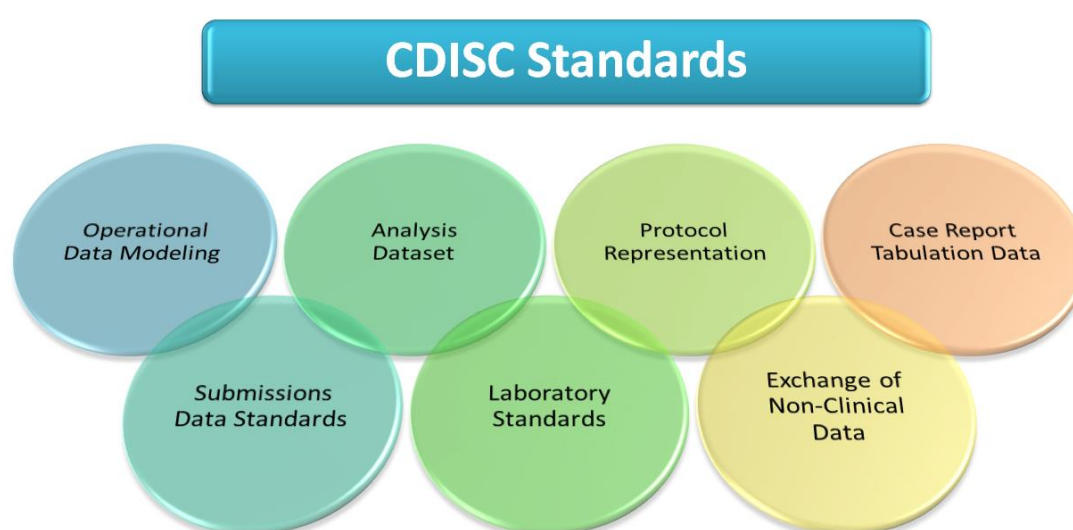 CDISC Standards
Operational
Data Modeling
Analysis
Dataset
Protocol
Representation
Case Report
Tabulation Data
Submissions
Data Standards
Laboratory
Standards
Exchange of
Non-Clinical
Data